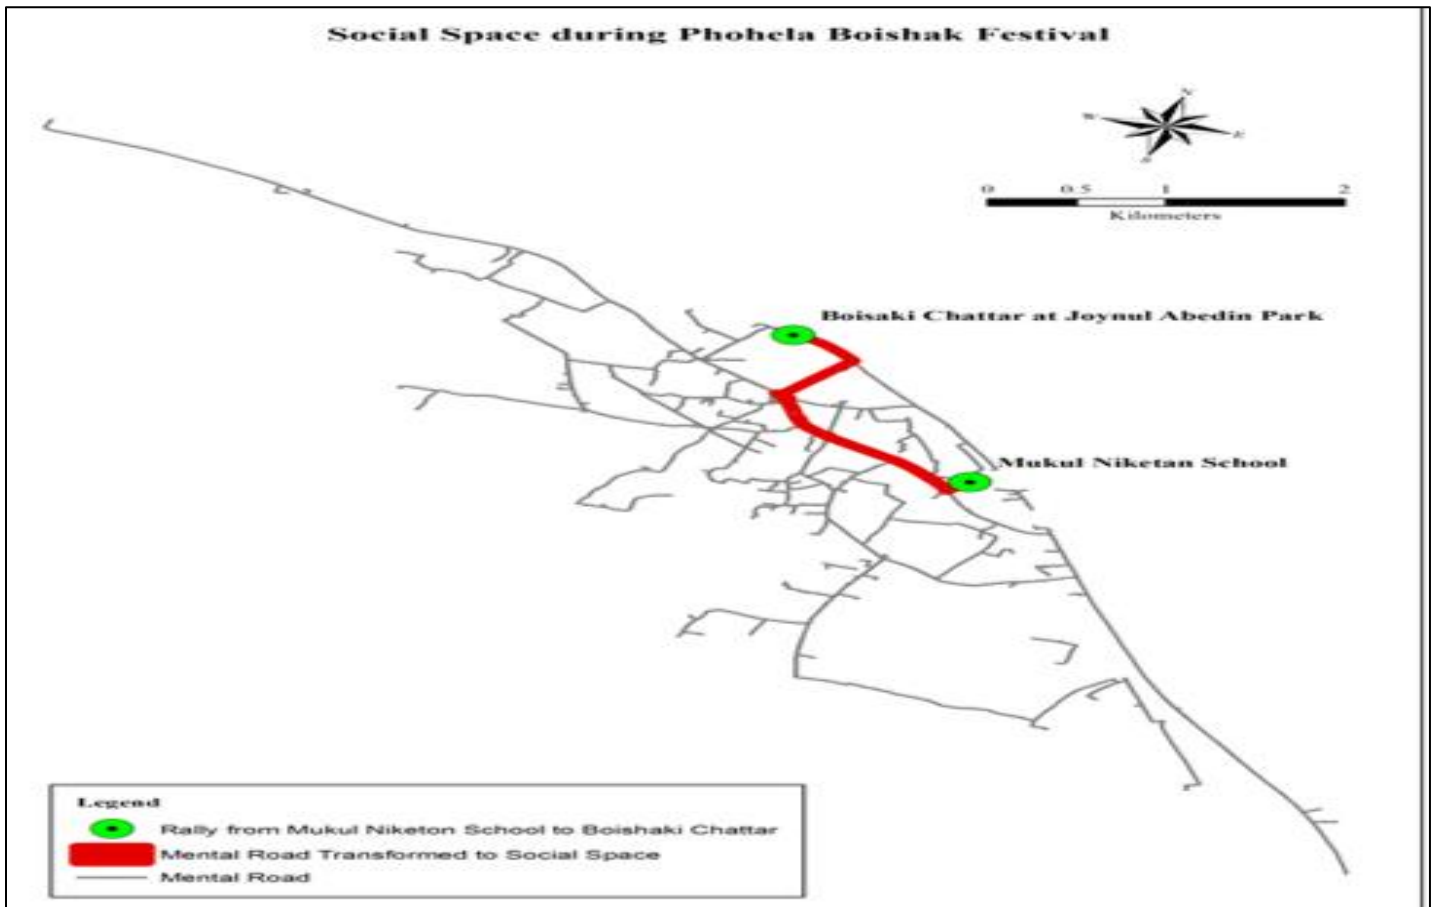 Social Space during Phohela Boishak Festival
N
W
E
S
0 0.5 1 2
Kilometers
Boisaki Chattar at Joynul Abedin Park
Mukul Niketan School
Legend
Rally from Mukul Niketon School to Boishaki Chattar
Mental Road Transformed to Social Space
Mental Road